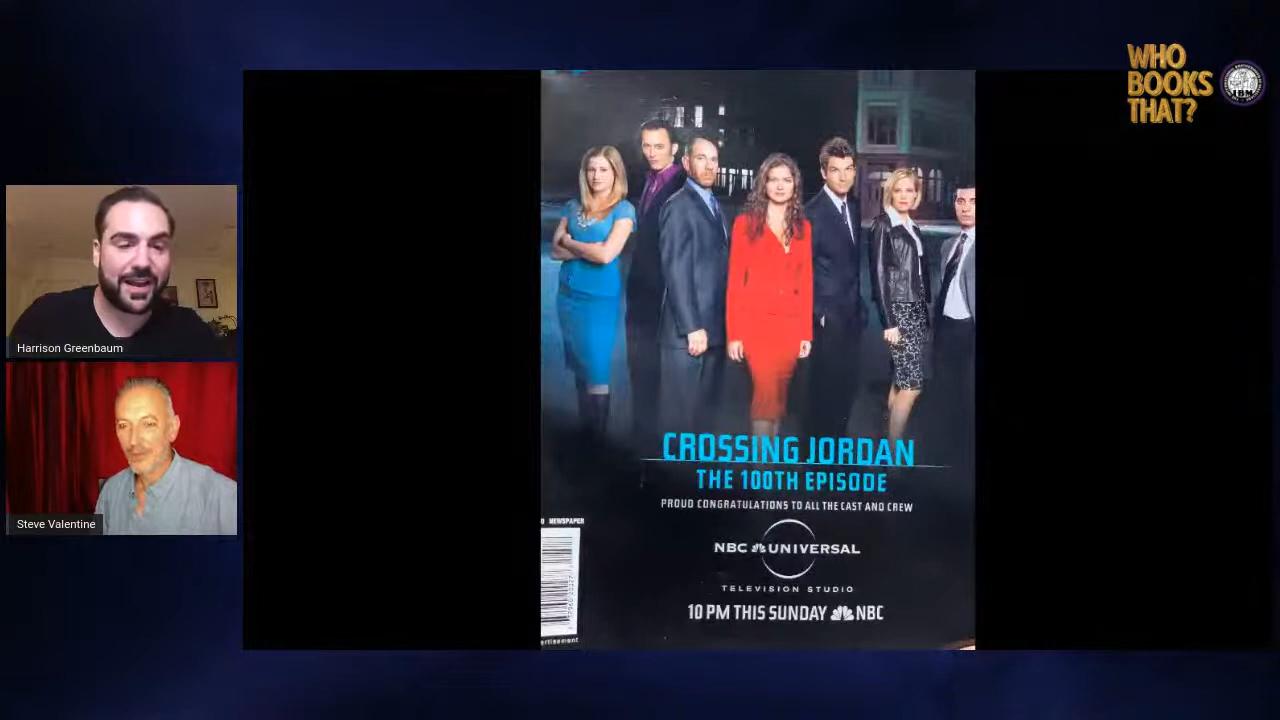 WHO
BOOKS
THAT?
IBM
Harrison Greenbaum
Steve Valentine
CROSSING JORDAN
THE 100TH EPISODE
PROUD CONGRATULATIONS TO ALL THE CAST AND CREW
NEWSPAPER
NBC UNIVERSAL
TELEVISION STUDIO
10 PM THIS SUNDAY NBC